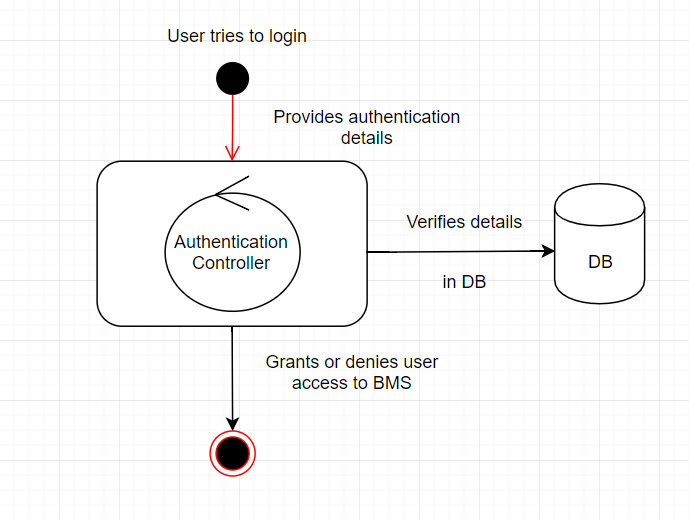 User tries to login
Provides authentication
details
Authentication
Controller
Verifies details
in DB
DB
Grants or denies user
access to BMS